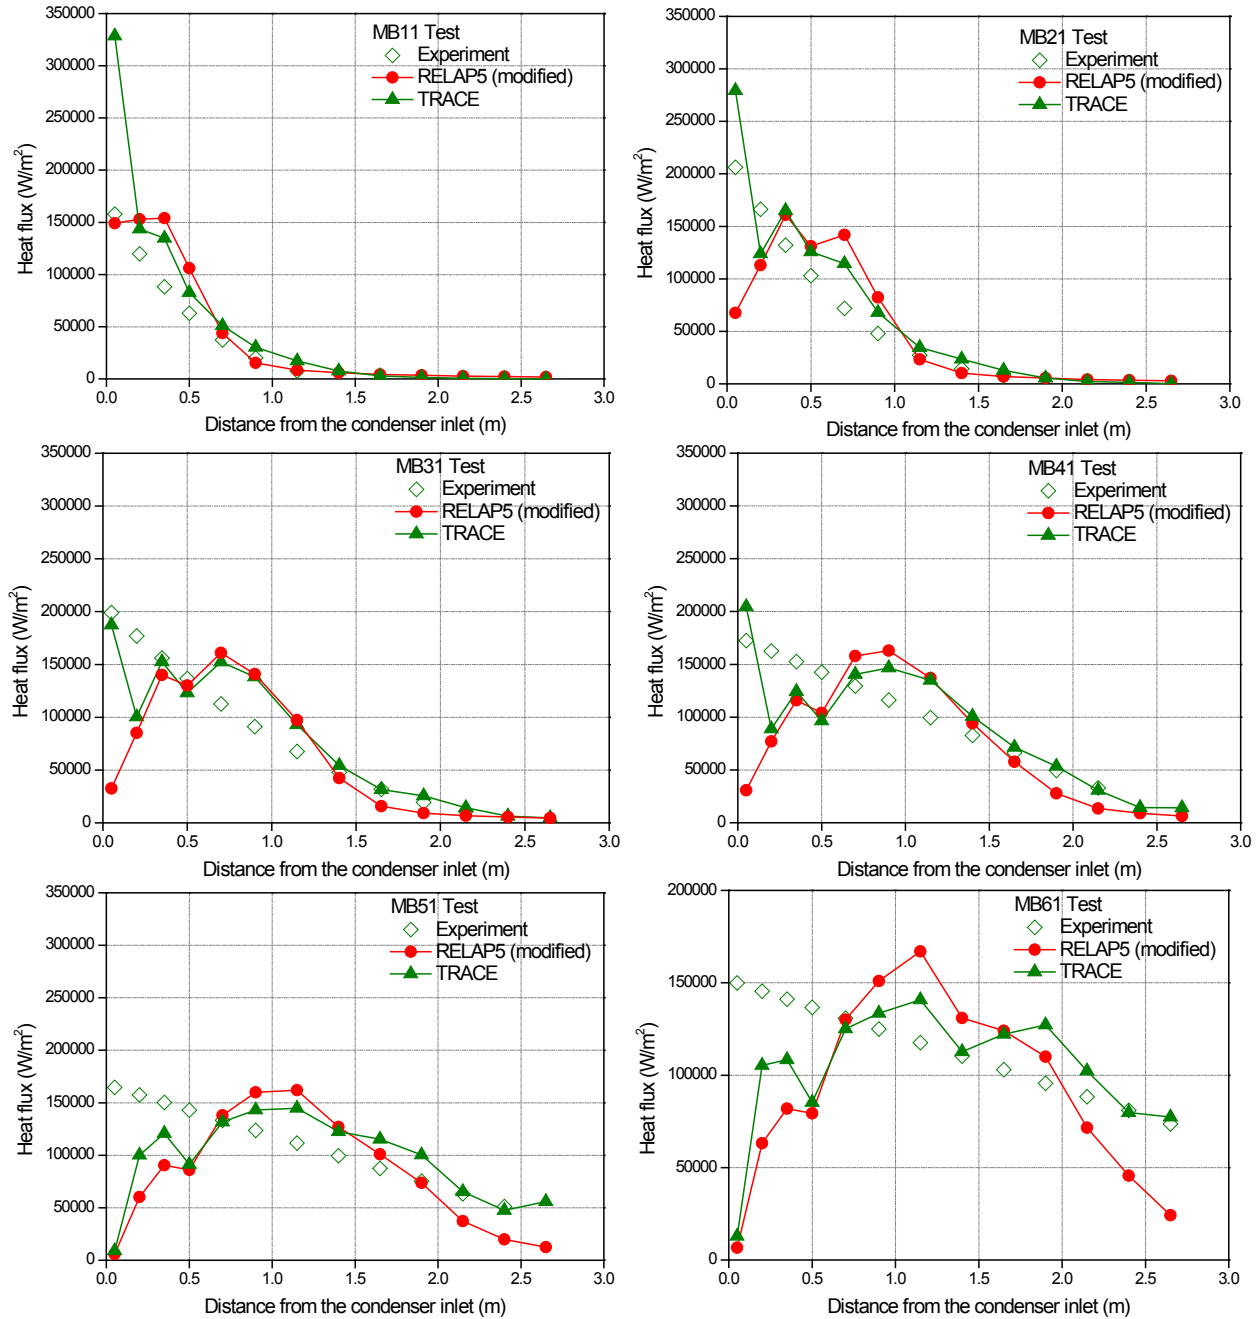 MB11 Test
Experiment
RELAP5 (modified)
TRACE
Heat flux (W/m²)
350000
300000
250000
200000
150000
100000
50000
0
0.0 0.5 1.0 1.5 2.0 2.5 3.0
Distance from the condenser inlet (m)
MB21 Test
Experiment
RELAP5 (modified)
TRACE
Heat flux (W/m²)
350000
300000
250000
200000
150000
100000
50000
0
0.0 0.5 1.0 1.5 2.0 2.5 3.0
Distance from the condenser inlet (m)
MB31 Test
Experiment
RELAP5 (modified)
TRACE
Heat flux (W/m²)
350000
300000
250000
200000
150000
100000
50000
0
0.0 0.5 1.0 1.5 2.0 2.5 3.0
Distance from the condenser inlet (m)
MB41 Test
Experiment
RELAP5 (modified)
TRACE
Heat flux (W/m²)
350000
300000
250000
200000
150000
100000
50000
0
0.0 0.5 1.0 1.5 2.0 2.5 3.0
Distance from the condenser inlet (m)
MB51 Test
Experiment
RELAP5 (modified)
TRACE
Heat flux (W/m²)
350000
300000
250000
200000
150000
100000
50000
0
0.0 0.5 1.0 1.5 2.0 2.5 3.0
Distance from the condenser inlet (m)
MB61 Test
Experiment
RELAP5 (modified)
TRACE
Heat flux (W/m²)
200000
150000
100000
50000
0
0.0 0.5 1.0 1.5 2.0 2.5 3.0
Distance from the condenser inlet (m)